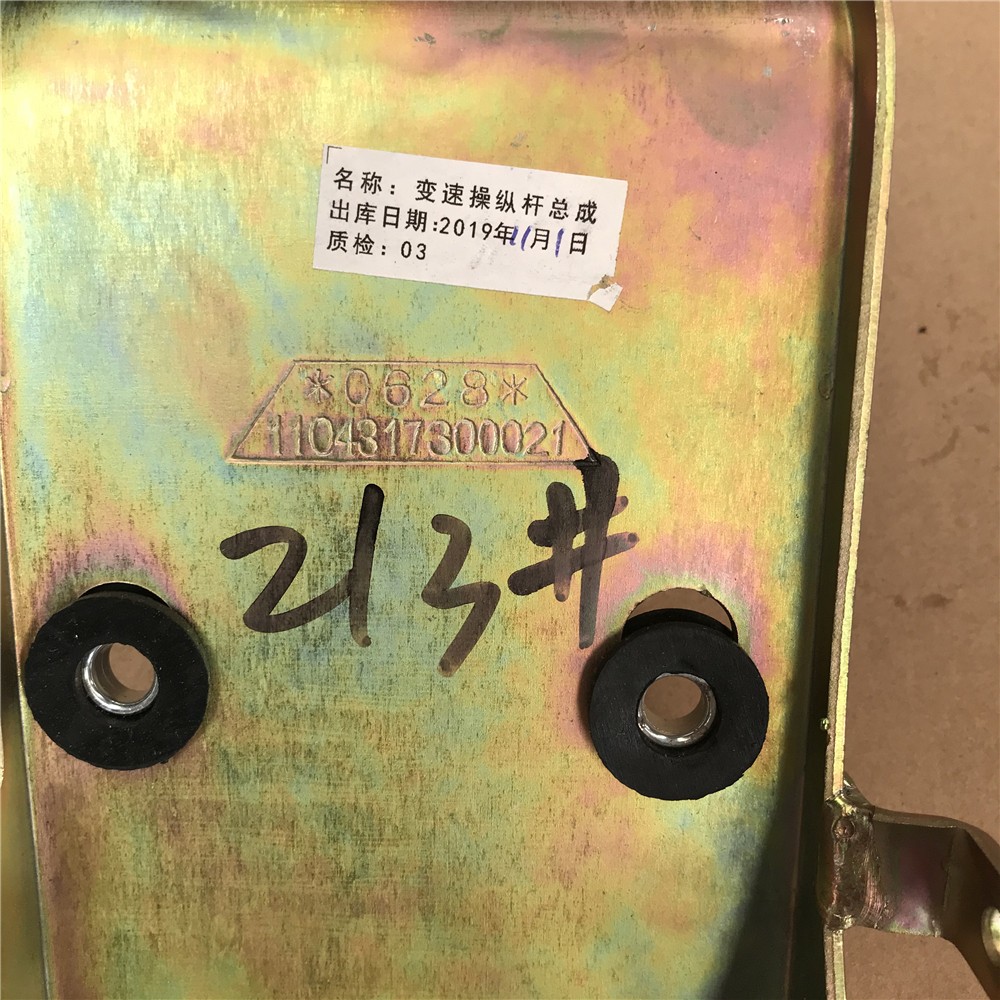 名称：变速操纵杆总成
出库日期:2019年11月1日
质检：03
*0628*
1104317300021
213#